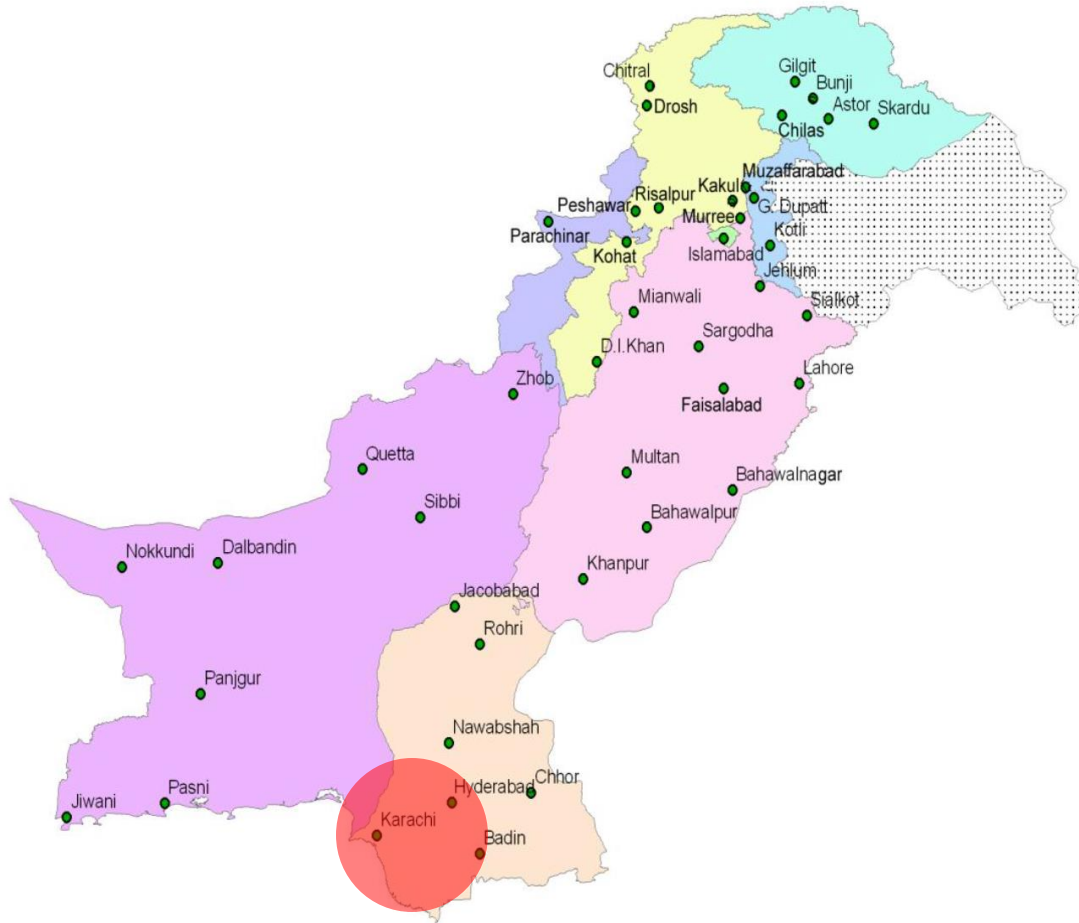 Gilgit
Chitral
Bunji
Drosh
Astor
Skardu
Chilas
Muzaffarabad
Kakul
Risalpur
Peshawar
G. Dupatt
Murree
Parachinar
Kotli
Kohat
Islamabad
Jehlum
Mianwali
Sialkot
Sargodha
D.I.Khan
Lahore
Zhob
Faisalabad
Quetta
Multan
Bahawalnagar
Sibbi
Bahawalpur
Nokkundi
Dalbandin
Khanpur
Jacobabad
Rohri
Panjgur
Nawabshah
Chhor
Hyderabad
Pasni
Jiwani
Karachi
Badin